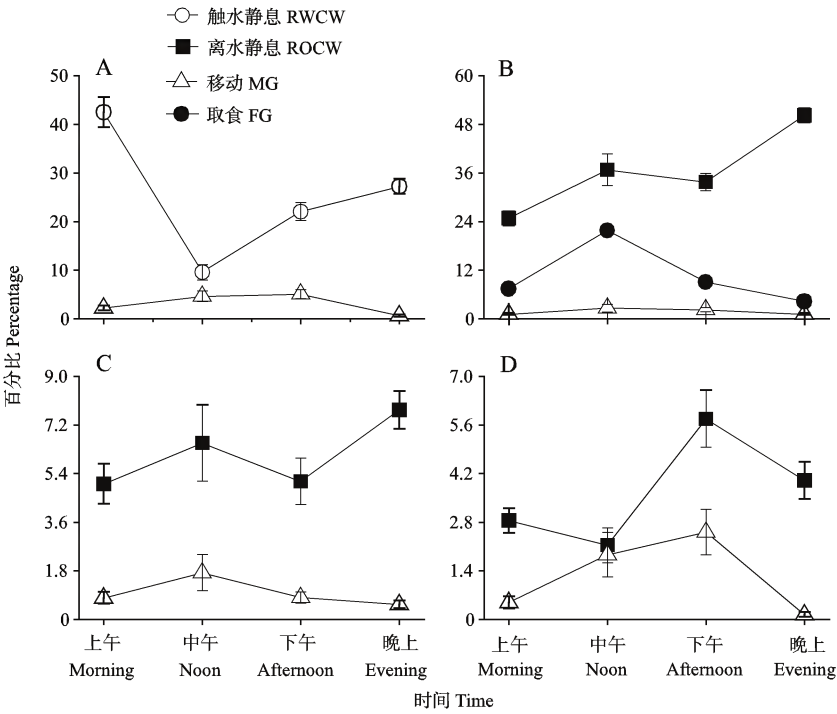 触水静息 RWCW
离水静息 ROCW
移动 MG
取食 FG
A
50
40
30
20
10
0
B
60
48
36
24
12
0
百分比 Percentage
C
9.0
7.2
5.4
3.6
1.8
0
D
7.0
5.6
4.2
2.8
1.4
0
上午 中午 下午 晚上
Morning Noon Afternoon Evening
上午 中午 下午 晚上
Morning Noon Afternoon Evening
时间 Time